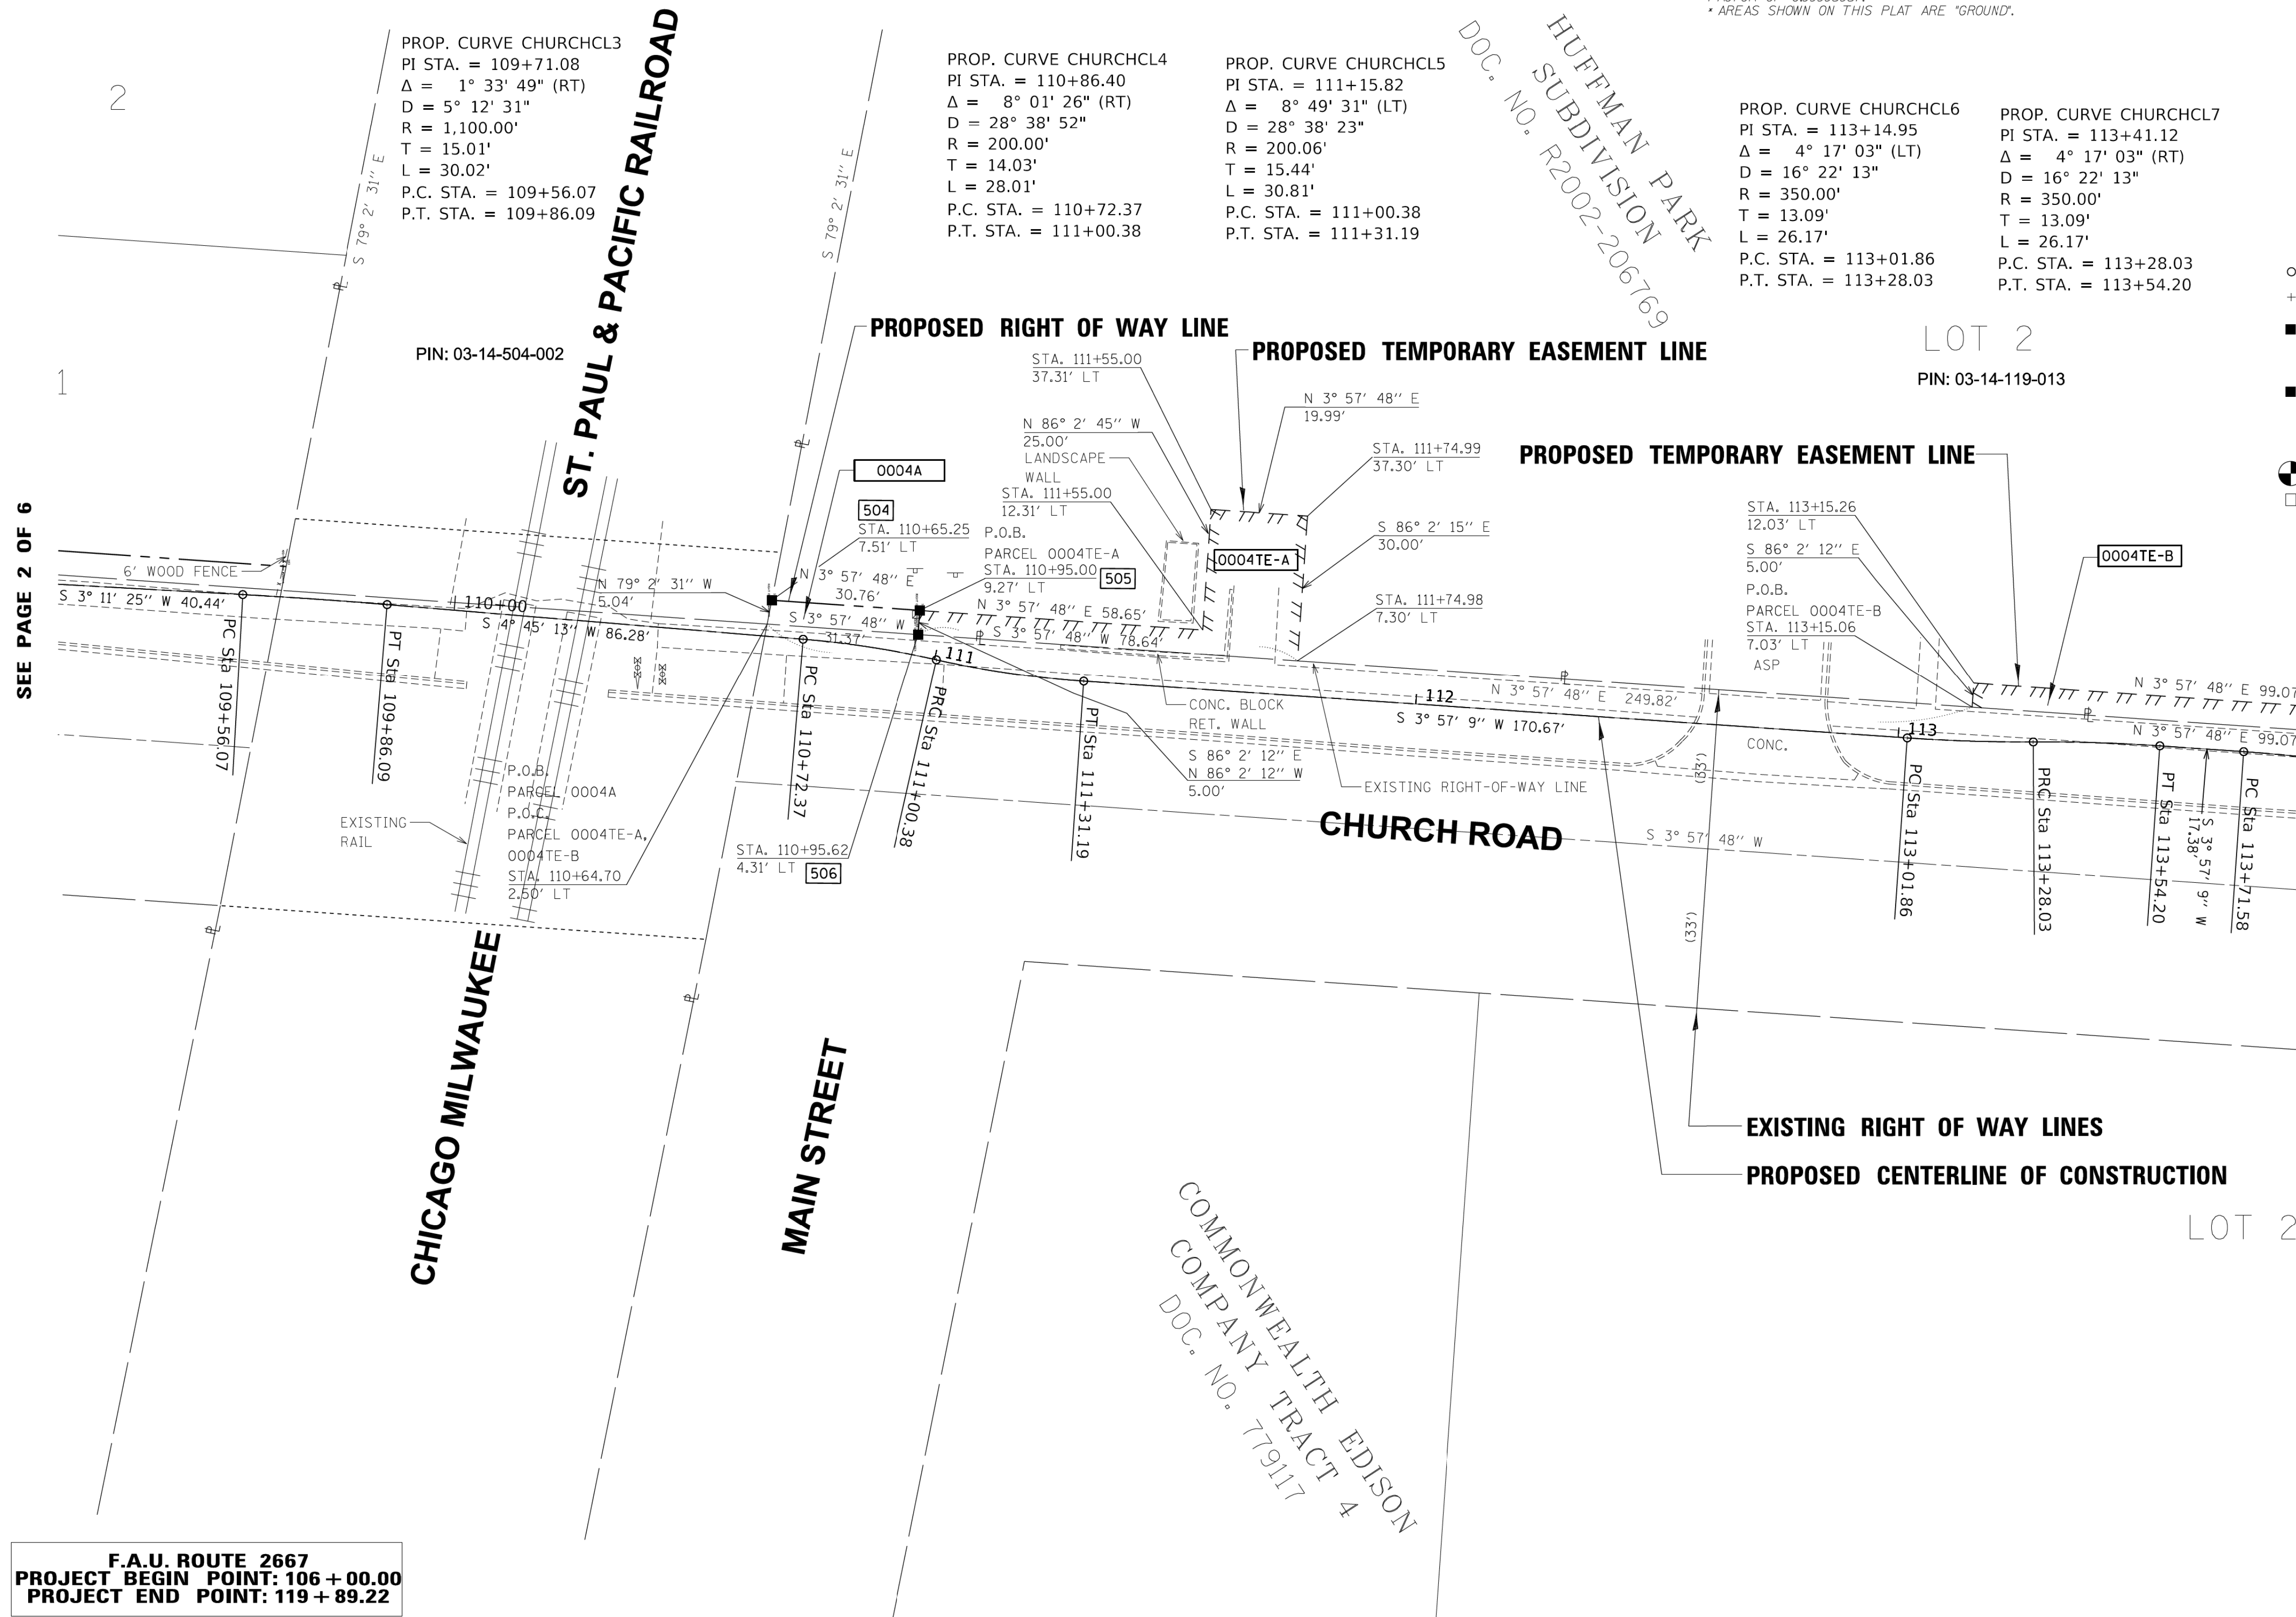 * AREAS SHOWN ON THIS PLAT ARE "GROUND".
PROP. CURVE CHURCHCL3
PI STA. = 109+71.08
Δ = 1° 33' 49" (RT)
D = 5° 12' 31"
R = 1,100.00'
T = 15.01'
L = 30.02'
P.C. STA. = 109+56.07
P.T. STA. = 109+86.09
PROP. CURVE CHURCHCL4
PI STA. = 110+86.40
Δ = 8° 01' 26" (RT)
D = 28° 38' 52"
R = 200.00'
T = 14.03'
L = 28.01'
P.C. STA. = 110+72.37
P.T. STA. = 111+00.38
PROP. CURVE CHURCHCL5
PI STA. = 111+15.82
Δ = 8° 49' 31" (LT)
D = 28° 38' 23"
R = 200.06'
T = 15.44'
L = 30.81'
P.C. STA. = 111+00.38
P.T. STA. = 111+31.19
HUFFMAN PARK
SUBDIVISION
DOC. NO. R2002-206769
PROP. CURVE CHURCHCL6
PI STA. = 113+14.95
Δ = 4° 17' 03" (LT)
D = 16° 22' 13"
R = 350.00'
T = 13.09'
L = 26.17'
P.C. STA. = 113+01.86
P.T. STA. = 113+28.03
PROP. CURVE CHURCHCL7
PI STA. = 113+41.12
Δ = 4° 17' 03" (RT)
D = 16° 22' 13"
R = 350.00'
T = 13.09'
L = 26.17'
P.C. STA. = 113+28.03
P.T. STA. = 113+54.20
2
1
S 79° 2' 31" E
S 79° 2' 31" E
PIN: 03-14-504-002
ST. PAUL & PACIFIC RAILROAD
LOT 2
PIN: 03-14-119-013
PROPOSED RIGHT OF WAY LINE
PROPOSED TEMPORARY EASEMENT LINE
STA. 111+55.00
37.31' LT
N 3° 57' 48" E
19.99'
N 86° 2' 45" W
25.00'
LANDSCAPE
WALL
STA. 111+55.00
12.31' LT
STA. 111+74.99
37.30' LT
PROPOSED TEMPORARY EASEMENT LINE
0004A
504
STA. 110+65.25
7.51' LT
P.O.B.
PARCEL 0004TE-A
STA. 110+95.00
9.27' LT
505
S 86° 2' 15" E
30.00'
0004TE-A
STA. 111+74.98
7.30' LT
STA. 113+15.26
12.03' LT
S 86° 2' 12" E
5.00'
P.O.B.
PARCEL 0004TE-B
STA. 113+15.06
7.03' LT
ASP
0004TE-B
SEE PAGE 2 OF 6
6' WOOD FENCE
S 3° 11' 25" W 40.44'
110+00
S 4° 45' 13" W 86.28'
N 79° 2' 31" W
5.04'
N 3° 57' 48" E
30.76'
S 3° 57' 48" W
31.37'
N 3° 57' 48" E 58.65'
S 3° 57' 48" W 78.64'
111
112
N 3° 57' 48" E 249.82'
S 3° 57' 9" W 170.67'
113
N 3° 57' 48" E 99.07
N 3° 57' 48" E 99.07
CONC.
PC Sta 109+56.07
PT Sta 109+86.09
PC Sta 110+72.37
PRC Sta 111+00.38
PT Sta 111+31.19
PC Sta 113+01.86
PRC Sta 113+28.03
PT Sta 113+54.20
S 3° 57' 9" W
17.38'
PC Sta 113+71.58
CONC. BLOCK
RET. WALL
S 86° 2' 12" E
N 86° 2' 12" W
5.00'
EXISTING RIGHT-OF-WAY LINE
P.O.B.
PARCEL 0004A
P.O.C.
PARCEL 0004TE-A,
0004TE-B
STA. 110+64.70
2.50' LT
EXISTING
RAIL
STA. 110+95.62
4.31' LT
506
CHURCH ROAD
S 3° 57' 48" W
(33')
(33')
CHICAGO MILWAUKEE
MAIN STREET
EXISTING RIGHT OF WAY LINES
PROPOSED CENTERLINE OF CONSTRUCTION
LOT 2
COMMONWEALTH EDISON
COMPANY TRACT 4
DOC. NO. 779117
F.A.U. ROUTE 2667
PROJECT BEGIN POINT: 106+00.00
PROJECT END POINT: 119+89.22